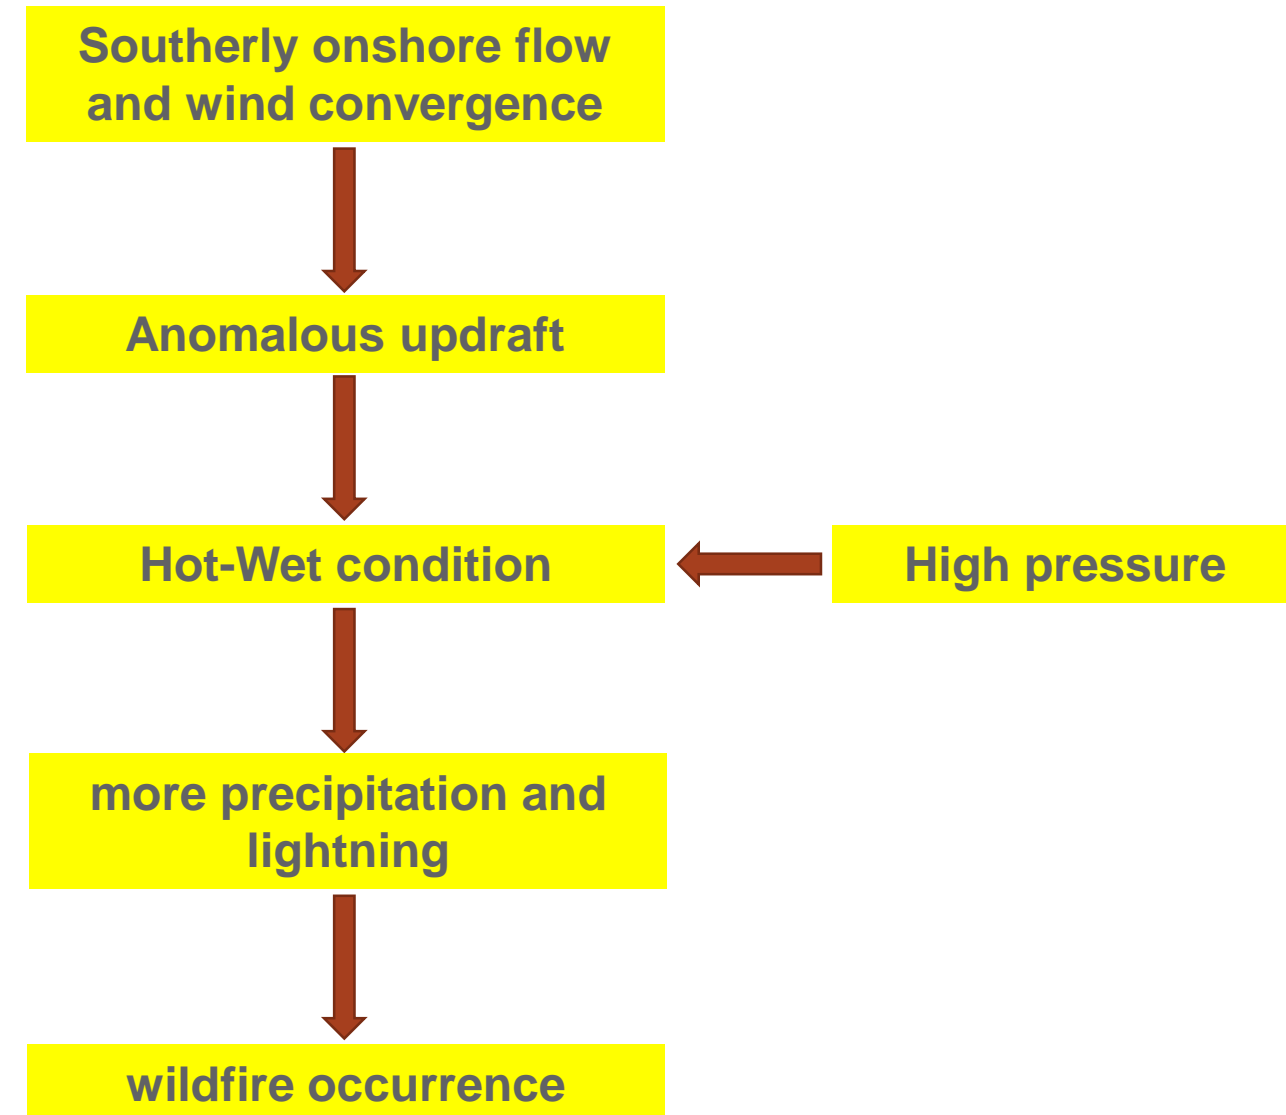 Southerly onshore flow
and wind convergence
Anomalous updraft
Hot-Wet condition
High pressure
more precipitation and
lightning
wildfire occurrence